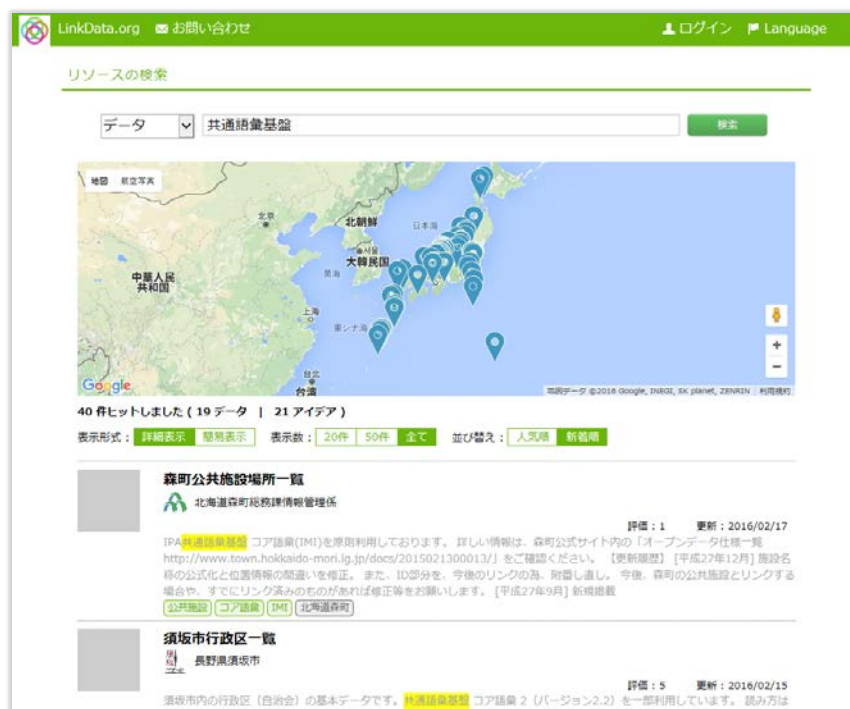 LinkData.org お問い合わせ ログイン Language
リソースの検索
データ 共通語彙基盤 検索
地図 航空写真
北京
北朝鮮
日本海
서울
大韓民国
黄海
中華人民
共和国
上海
東シナ海
台北
台湾
Google
地図データ ©2016 Google, INEGI, SK planet, ZENRIN 利用規約
40 件ヒットしました ( 19 データ | 21 アイデア )
表示形式： 詳細表示 簡易表示 表示数： 20件 50件 全て 並び替え： 人気順 新着順
森町公共施設場所一覧
北海道森町総務課情報管理係
評価：1 更新：2016/02/17
IPA共通語彙基盤 コア語彙(IMI)を原則利用しております。 詳しい情報は、森町公式サイト内の「オープンデータ仕様一覧
http://www.town.hokkaido-mori.lg.jp/docs/2015021300013/」をご確認ください。 【更新履歴】 [平成27年12月] 施設名
称の公式化と位置情報の間違いを修正。 また、ID部分を、今後のリンクの為、附番し直し。 今後、森町の公共施設とリンクする
場合や、すでにリンク済みのものがあれば修正等をお願いします。 [平成27年9月] 新規掲載
公共施設 コア語彙 IMI 北海道森町
須坂市行政区一覧
長野県須坂市
評価：5 更新：2016/02/15
須坂市内の行政区（自治会）の基本データです。共通語彙基盤 コア語彙 2（バージョン2.2）を一部利用しています。 読み方は